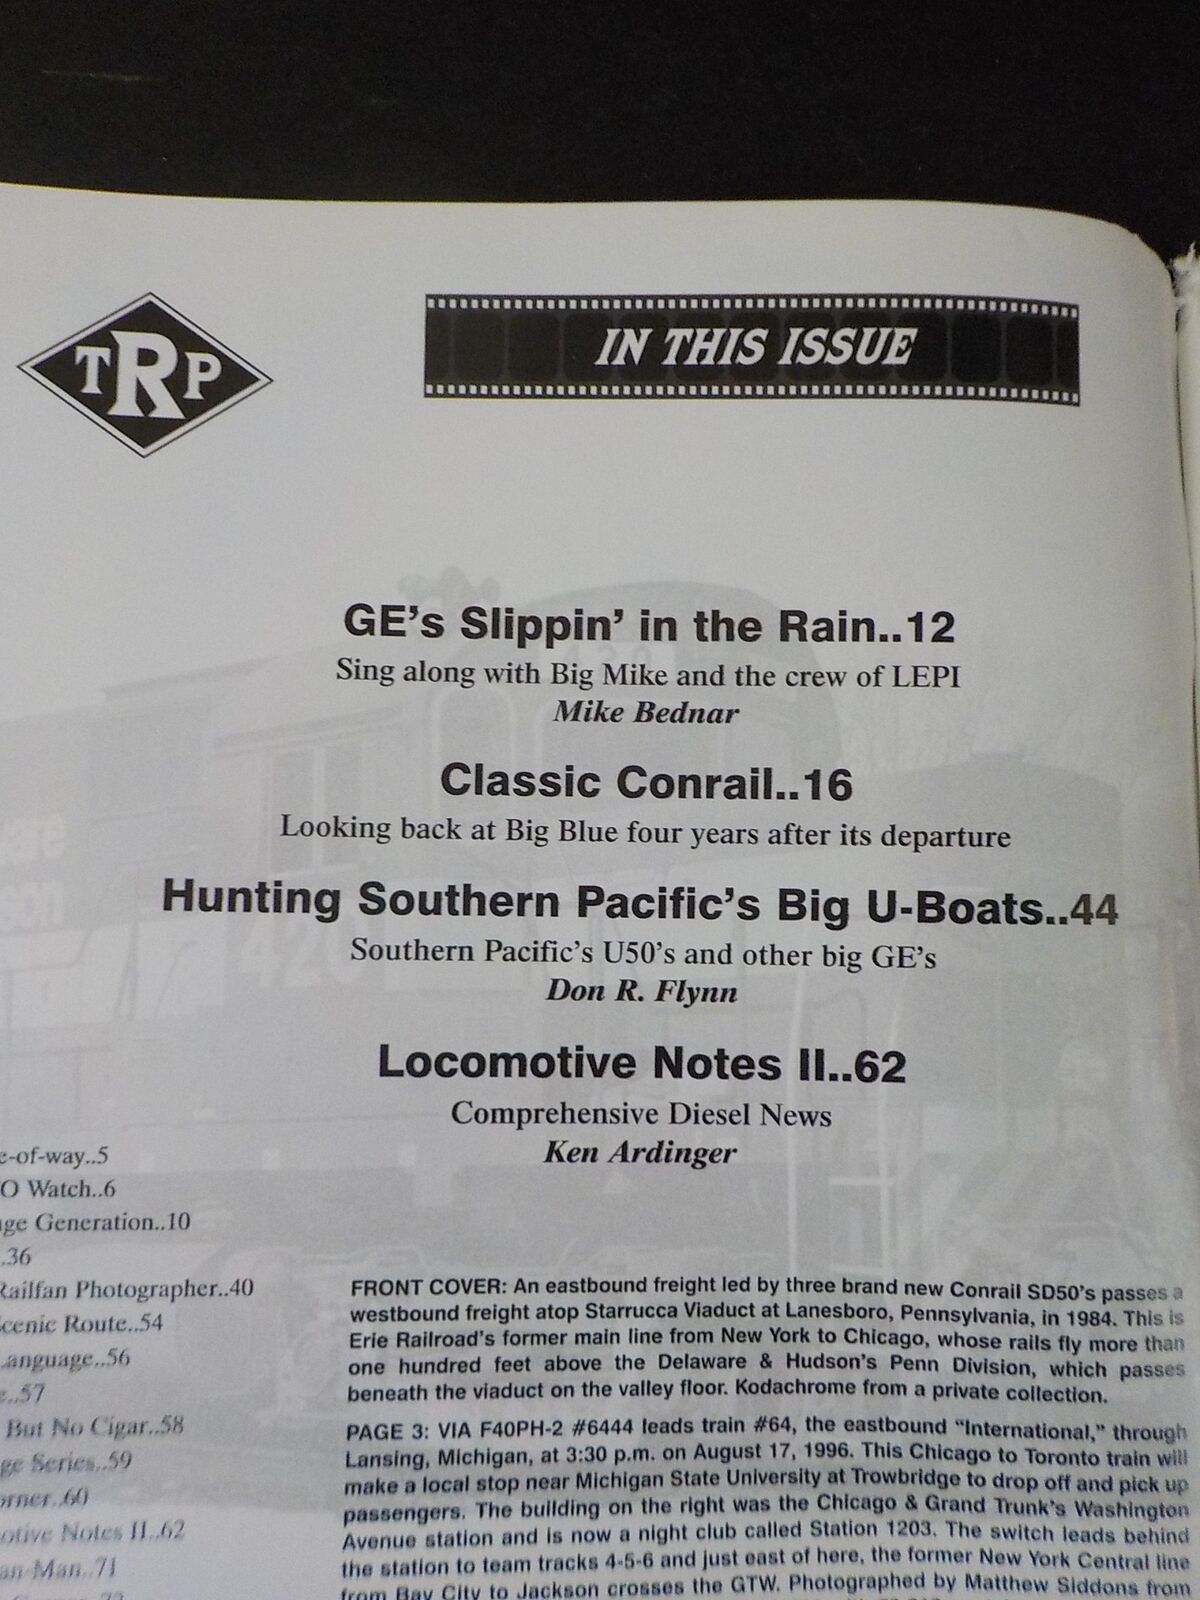 TRP
IN THIS ISSUE
GE's Slippin' in the Rain..12
Sing along with Big Mike and the crew of LEPI
Mike Bednar
Classic Conrail..16
Looking back at Big Blue four years after its departure
Hunting Southern Pacific's Big U-Boats..44
Southern Pacific's U50's and other big GE's
Don R. Flynn
Locomotive Notes II..62
Comprehensive Diesel News
Ken Ardinger
e-of-way..5
O Watch..6
ge Generation..10
..36
Railfan Photographer..40
cenic Route..54
Language..56
e..57
But No Cigar..58
ge Series..59
orner..60
otive Notes II..62
an-Man..71
FRONT COVER: An eastbound freight led by three brand new Conrail SD50's passes a
westbound freight atop Starrucca Viaduct at Lanesboro, Pennsylvania, in 1984. This is
Erie Railroad's former main line from New York to Chicago, whose rails fly more than
one hundred feet above the Delaware & Hudson's Penn Division, which passes
beneath the viaduct on the valley floor. Kodachrome from a private collection.
PAGE 3: VIA F40PH-2 #6444 leads train #64, the eastbound "International," through
Lansing, Michigan, at 3:30 p.m. on August 17, 1996. This Chicago to Toronto train will
make a local stop near Michigan State University at Trowbridge to drop off and pick up
passengers. The building on the right was the Chicago & Grand Trunk's Washington
Avenue station and is now a night club called Station 1203. The switch leads behind
the station to team tracks 4-5-6 and just east of here, the former New York Central line
from Bay City to Jackson crosses the GTW. Photographed by Matthew Siddons from